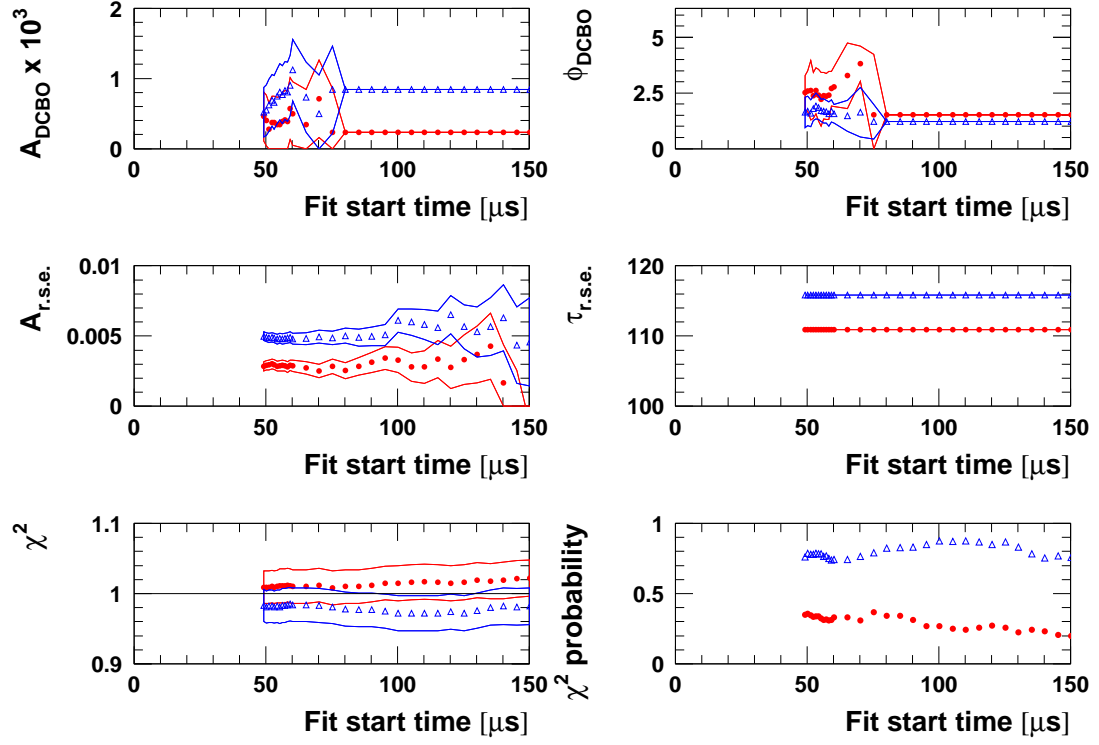 A_DCBO x 10^3
2
1
0
0 50 100 150
Fit start time [μs]
ϕ_DCBO
5
2.5
0
0 50 100 150
Fit start time [μs]
A_r.s.e.
0.01
0.005
0
0 50 100 150
Fit start time [μs]
τ_r.s.e.
120
110
100
0 50 100 150
Fit start time [μs]
χ^2
1.1
1
0.9
0 50 100 150
Fit start time [μs]
χ^2 probability
1
0.5
0
0 50 100 150
Fit start time [μs]